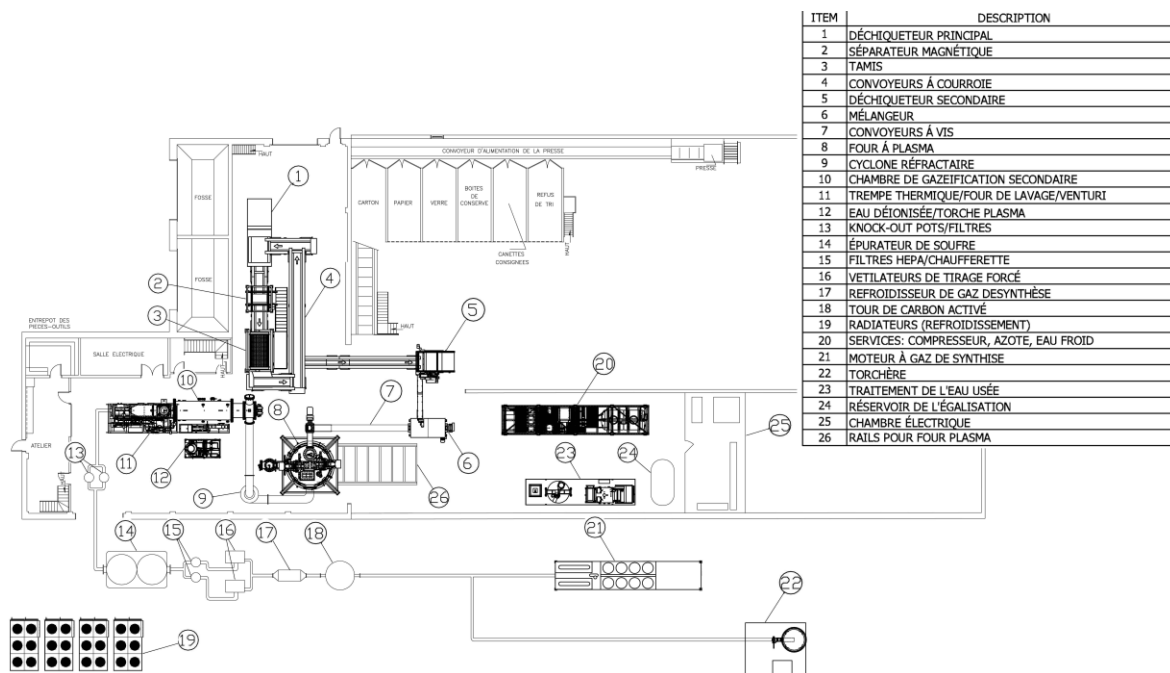 ITEM DESCRIPTION
1 DÉCHIQUETEUR PRINCIPAL
2 SÉPARATEUR MAGNÉTIQUE
3 TAMIS
4 CONVOYEURS Á COURROIE
5 DÉCHIQUETEUR SECONDAIRE
6 MÉLANGEUR
7 CONVOYEURS Á VIS
8 FOUR Á PLASMA
9 CYCLONE RÉFRACTAIRE
10 CHAMBRE DE GAZEIFICATION SECONDAIRE
11 TREMPE THERMIQUE/FOUR DE LAVAGE/VENTURI
12 EAU DÉIONISÉE/TORCHE PLASMA
13 KNOCK-OUT POTS/FILTRES
14 ÉPURATEUR DE SOUFRE
15 FILTRES HEPA/CHAUFFERETTE
16 VETILATEURS DE TIRAGE FORCÉ
17 REFROIDISSEUR DE GAZ DESYNTHÈSE
18 TOUR DE CARBON ACTIVÉ
19 RADIATEURS (REFROIDISEMENT)
20 SERVICES: COMPRESSEUR, AZOTE, EAU FROID
21 MOTEUR À GAZ DE SYNTHISE
22 TORCHÈRE
23 TRAITEMENT DE L'EAU USÉE
24 RÉSERVOIR DE L'ÉGALISATION
25 CHAMBRE ÉLECTRIQUE
26 RAILS POUR FOUR PLASMA
HAUT
CONVOYEUR D'ALIMENTATION DE LA PRESSE
PRESSE
1
FOSSE
CARTON
PAPIER
VERRE
BOITES
DE
CONSERVE
REFUS
DE TRI
CANETTES
CONSIGNEES
FOSSE
2
4
3
5
HAUT
ENTREPOT DES
PIECES-OUTILS
SALLE ELECTRIQUE
HAUT
10
8
7
20
6
ATELIER
HAUT
13
11
12
9
26
23
24
25
14
15
16
17
18
21
22
19